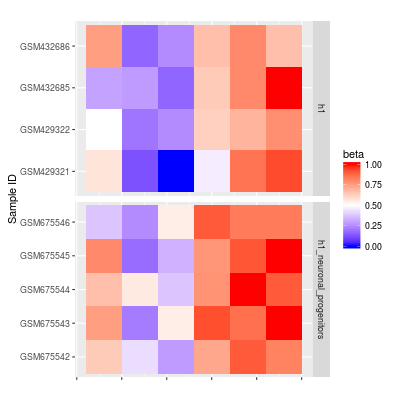 GSM432686
GSM432685
GSM429322
GSM429321
h1
GSM675546
GSM675545
GSM675544
GSM675543
GSM675542
h1_neuronal_progenitors
Sample ID
beta
1.00
0.75
0.50
0.25
0.00